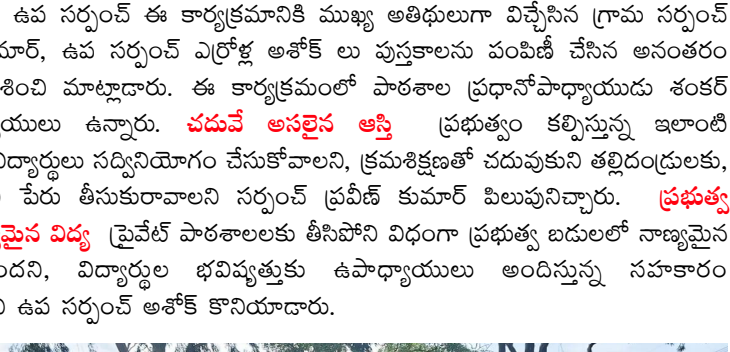 ఉప సర్పంచ్ ఈ కార్యక్రమానికి ముఖ్య అతిథులుగా విచ్చేసిన గ్రామ సర్పంచ్
మార్, ఉప సర్పంచ్ ఎర్రోళ్ల అశోక్ లు పుస్తకాలను పంపిణీ చేసిన అనంతరం
శించి మాట్లాడారు. ఈ కార్యక్రమంలో పాఠశాల ప్రధానోపాధ్యాయుడు శంకర్
యులు ఉన్నారు. చదువే అసలైన ఆస్తి ప్రభుత్వం కల్పిస్తున్న ఇలాంటి
విద్యార్థులు సద్వినియోగం చేసుకోవాలని, క్రమశిక్షణతో చదువుకుని తల్లిదండ్రులకు,
పేరు తీసుకురావాలని సర్పంచ్ ప్రవీణ్ కుమార్ పిలుపునిచ్చారు. ప్రభుత్వ
మైన విద్య ప్రైవేట్ పాఠశాలలకు తీసిపోని విధంగా ప్రభుత్వ బడులలో నాణ్యమైన
ందని, విద్యార్థుల భవిష్యత్తుకు ఉపాధ్యాయులు అందిస్తున్న సహకారం
ఉప సర్పంచ్ అశోక్ కొనియాడారు.